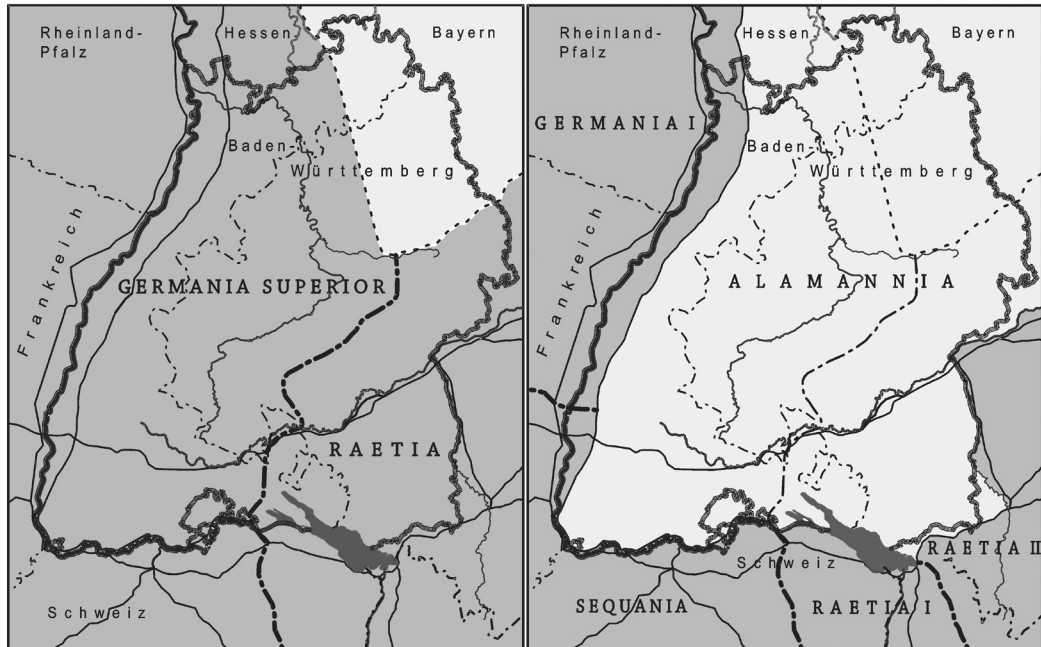 Rheinland-
Pfalz
Hessen
Bayern
Baden-
Württemberg
Frankreich
GERMANIA SUPERIOR
RAETIA
Schweiz
Rheinland-
Pfalz
Hessen
Bayern
GERMANIA I
Baden-
Württemberg
Frankreich
ALAMANNIA
RAETIA II
Schweiz
SEQUANIA
RAETIA I